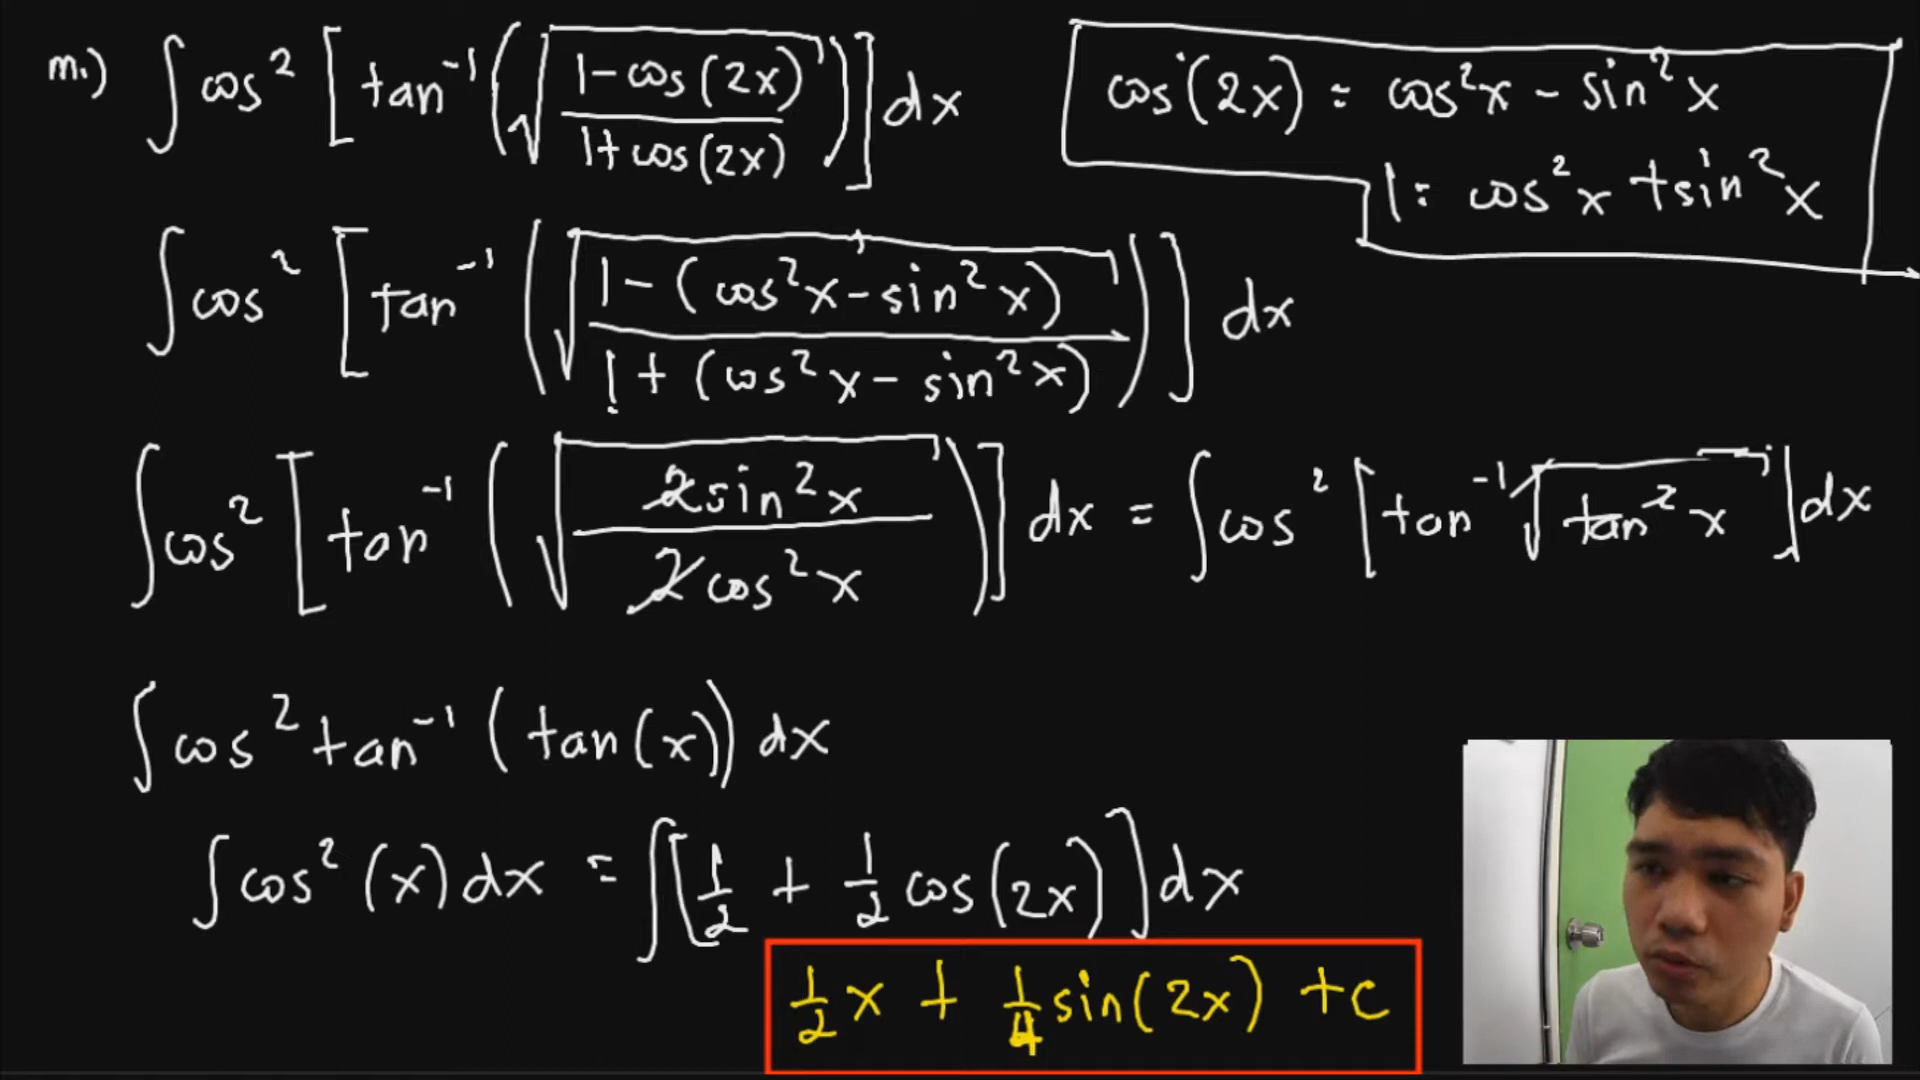 m.) ∫ cos² [tan⁻¹(√((1-cos(2x))/(1+cos(2x))))] dx
cos(2x) = cos²x - sin²x
1 = cos²x + sin²x
∫ cos² [tan⁻¹(√((1-(cos²x-sin²x))/(1+(cos²x-sin²x))))] dx
∫ cos² [tan⁻¹(√((2sin²x)/(2cos²x)))] dx = ∫ cos² [tan⁻¹√(tan²x)] dx
∫ cos² tan⁻¹(tan(x)) dx
∫ cos²(x) dx = ∫[1/2 + 1/2 cos(2x)] dx
1/2 x + 1/4 sin(2x) + c